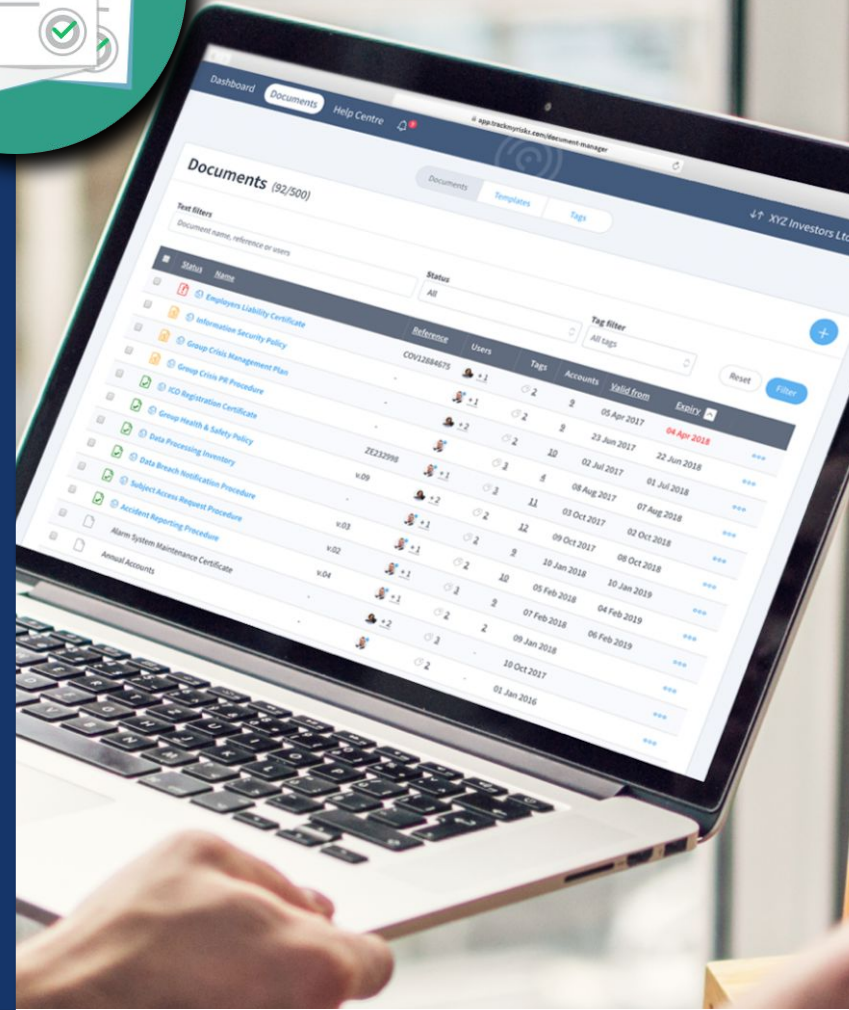 app.trackmyrisks.com/document-manager
Dashboard Documents Help Centre XYZ Investors Ltd
Documents Templates Tags
Documents (92/500)
Text filters Status Tag filter
Document name, reference or users All All tags Reset Filter
Status Name Reference Users Tags Accounts Valid from Expiry
Employers Liability Certificate COV12884675 +1 2 9 05 Apr 2017 04 Apr 2018
Information Security Policy - +1 2 9 23 Jun 2017 22 Jun 2018
Group Crisis Management Plan - +2 2 10 02 Jul 2017 01 Jul 2018
Group Crisis PR Procedure - 3 4 08 Aug 2017 07 Aug 2018
ICO Registration Certificate ZE232998 +1 3 11 03 Oct 2017 02 Oct 2018
Group Health & Safety Policy v.09 +2 2 12 09 Oct 2017 08 Oct 2018
Data Processing Inventory - +1 3 9 10 Jan 2018 10 Jan 2019
Data Breach Notification Procedure v.03 +1 2 10 05 Feb 2018 04 Feb 2019
Subject Access Request Procedure v.02 +1 3 9 07 Feb 2018 06 Feb 2019
Accident Reporting Procedure v.04 +1 2 2 09 Jan 2018
Alarm System Maintenance Certificate - +2 3 - 10 Oct 2017
Annual Accounts - 2 - 01 Jan 2016